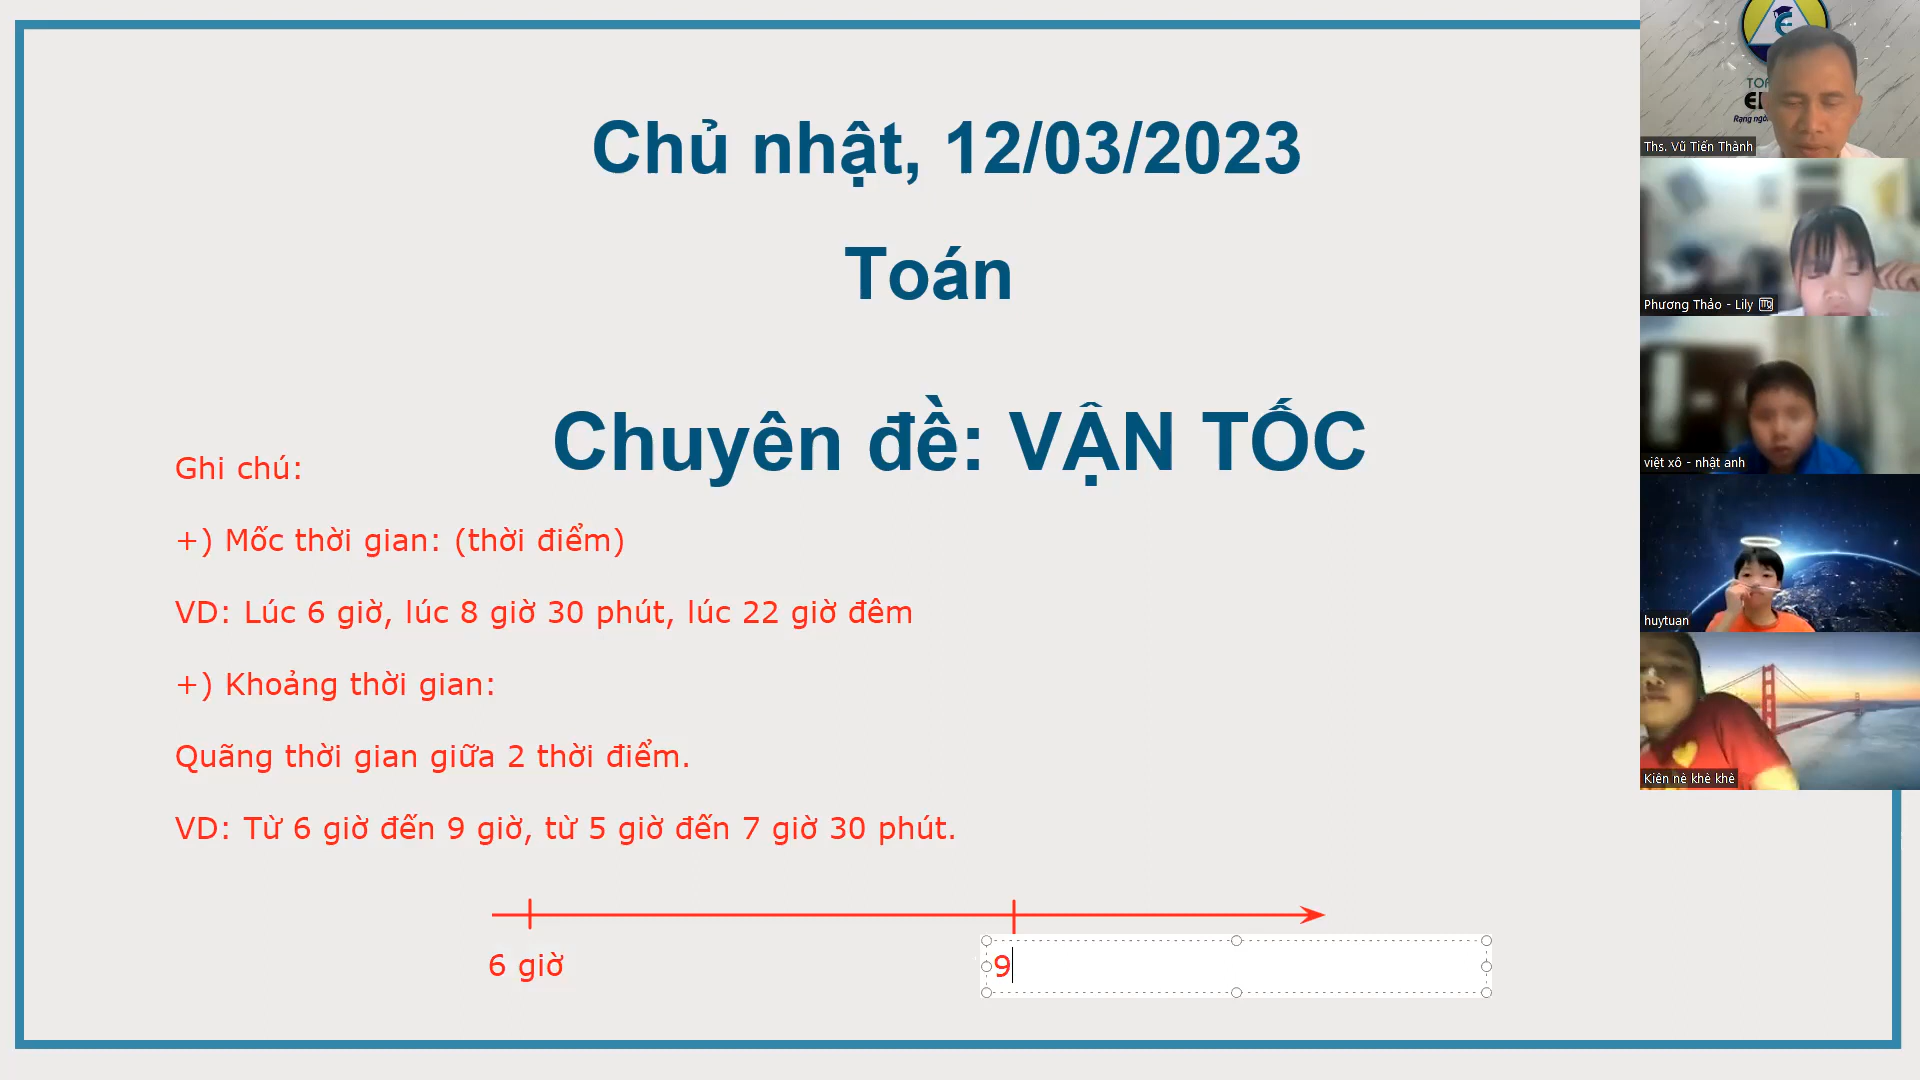 Chủ nhật, 12/03/2023
Toán
Chuyên đề: VẬN TỐC
Ghi chú:
+) Mốc thời gian: (thời điểm)
VD: Lúc 6 giờ, lúc 8 giờ 30 phút, lúc 22 giờ đêm
+) Khoảng thời gian:
Quãng thời gian giữa 2 thời điểm.
VD: Từ 6 giờ đến 9 giờ, từ 5 giờ đến 7 giờ 30 phút.
6 giờ
9
Ths. Vũ Tiến Thành
Phương Thảo - Lily
việt xô - nhật anh
huytuan
Kiên nè khè khè